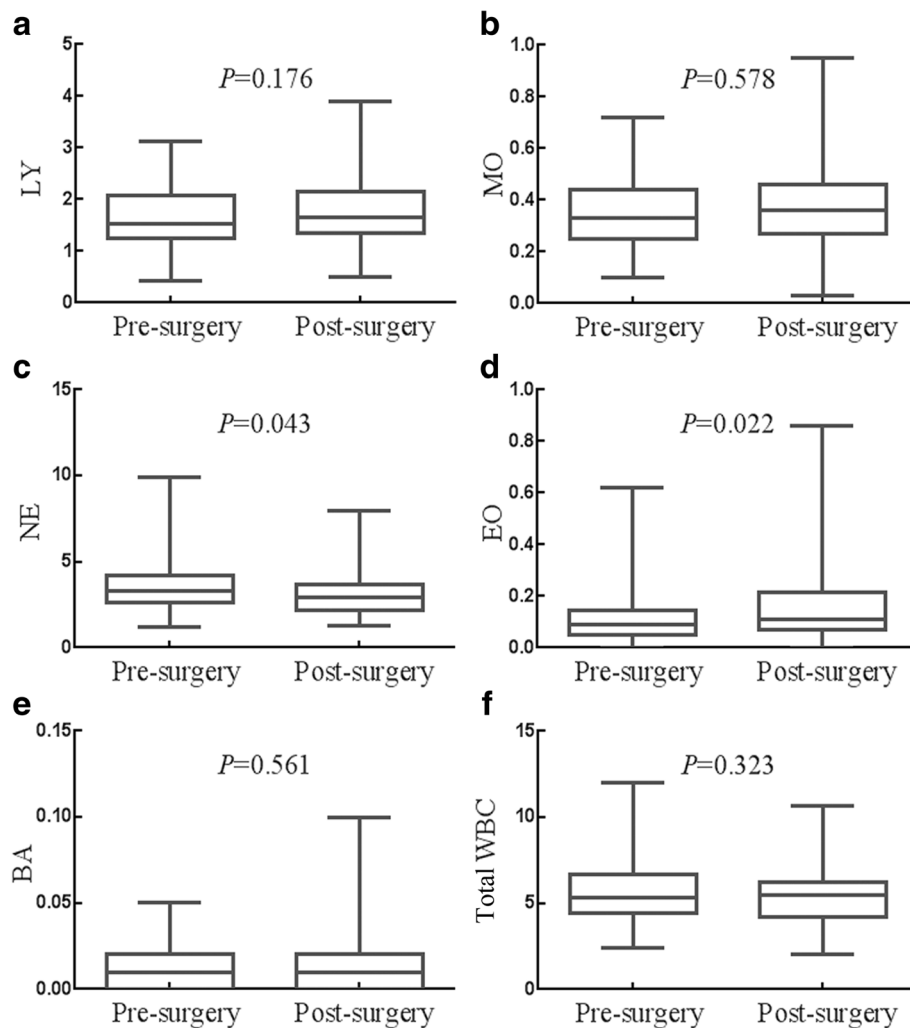 a
5
4
3
2
1
0
LY
P=0.176
Pre-surgery
Post-surgery
b
1.0
0.8
0.6
0.4
0.2
0.0
MO
P=0.578
Pre-surgery
Post-surgery
c
15
10
5
0
NE
P=0.043
Pre-surgery
Post-surgery
d
1.0
0.8
0.6
0.4
0.2
0.0
EO
P=0.022
Pre-surgery
Post-surgery
e
0.15
0.10
0.05
0.00
BA
P=0.561
Pre-surgery
Post-surgery
f
15
10
5
0
Total WBC
P=0.323
Pre-surgery
Post-surgery